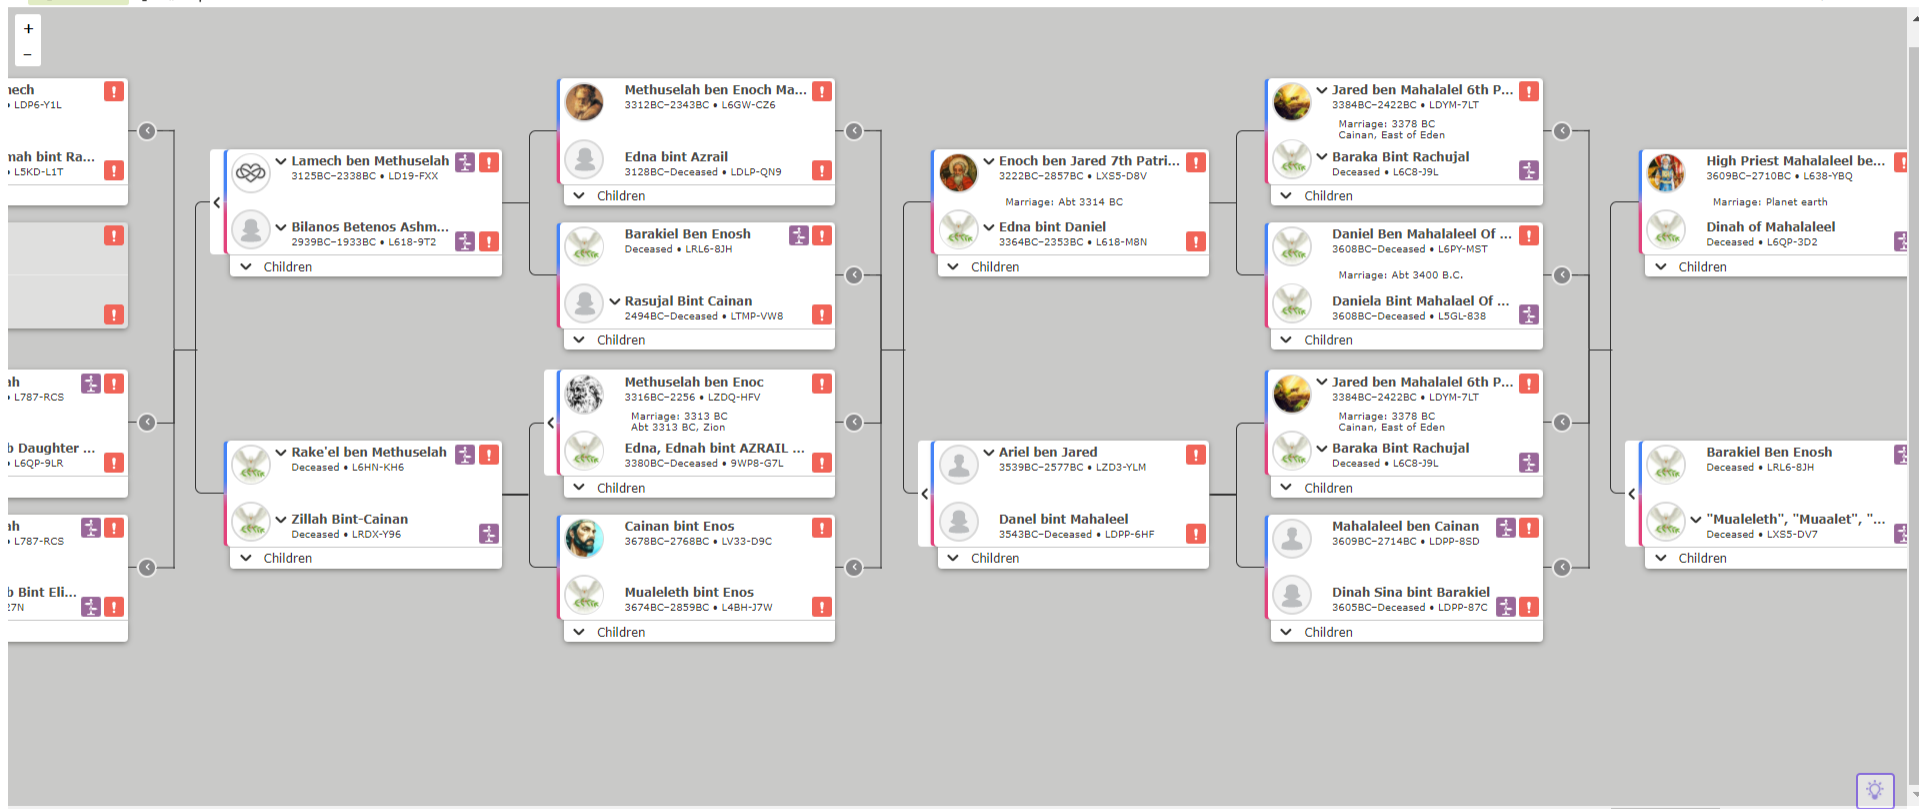 +
−
nech
• LDP6-Y1L
nah bint Ra...
• L5KD-L1T
ah
• L787-RCS
b Daughter ...
• L6QP-9LR
ah
• L787-RCS
b Bint Eli...
27N
Lamech ben Methuselah
3125BC–2338BC • LD19-FXX
Bilanos Betenos Ashm...
2939BC–1933BC • L618-9T2
Children
Rake'el ben Methuselah
Deceased • L6HN-KH6
Zillah Bint-Cainan
Deceased • LRDX-Y96
Children
Methuselah ben Enoch Ma...
3312BC–2343BC • L6GW-CZ6
Edna bint Azrail
3128BC–Deceased • LDLP-QN9
Children
Barakiel Ben Enosh
Deceased • LRL6-8JH
Rasujal Bint Cainan
2494BC–Deceased • LTMP-VW8
Children
Methuselah ben Enoc
3316BC–2256 • LZDQ-HFV
Marriage: 3313 BC
Abt 3313 BC, Zion
Edna, Ednah bint AZRAIL ...
3380BC–Deceased • 9WP8-G7L
Children
Cainan bint Enos
3678BC–2768BC • LV33-D9C
Mualeleth bint Enos
3674BC–2859BC • L4BH-J7W
Children
Enoch ben Jared 7th Patri...
3222BC–2857BC • LXS5-D8V
Marriage: Abt 3314 BC
Edna bint Daniel
3364BC–2353BC • L618-M8N
Children
Ariel ben Jared
3539BC–2577BC • LZD3-YLM
Danel bint Mahaleel
3543BC–Deceased • LDPP-6HF
Children
Jared ben Mahalalel 6th P...
3384BC–2422BC • LDYM-7LT
Marriage: 3378 BC
Cainan, East of Eden
Baraka Bint Rachujal
Deceased • L6C8-J9L
Children
Daniel Ben Mahalaleel Of ...
3608BC–Deceased • L6PY-MST
Marriage: Abt 3400 B.C.
Daniela Bint Mahalael Of ...
3608BC–Deceased • L5GL-838
Children
Jared ben Mahalalel 6th P...
3384BC–2422BC • LDYM-7LT
Marriage: 3378 BC
Cainan, East of Eden
Baraka Bint Rachujal
Deceased • L6C8-J9L
Children
Mahalaleel ben Cainan
3609BC–2714BC • LDPP-8SD
Dinah Sina bint Barakiel
3605BC–Deceased • LDPP-87C
Children
High Priest Mahalaleel be...
3609BC–2710BC • L638-YBQ
Marriage: Planet earth
Dinah of Mahalaleel
Deceased • L6QP-3D2
Children
Barakiel Ben Enosh
Deceased • LRL6-8JH
"Mualeleth", "Muaalet", "...
Deceased • LXS5-DV7
Children